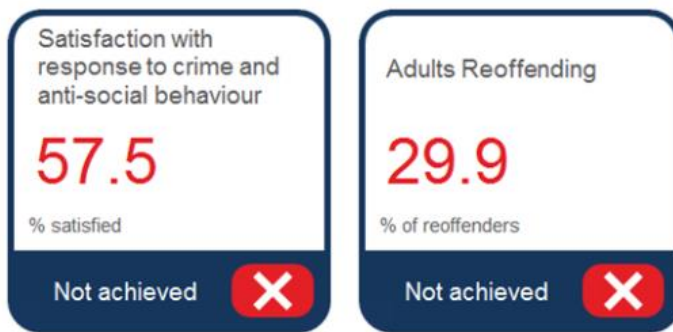 Satisfaction with
response to crime and
anti-social behaviour
57.5
% satisfied
Not achieved
Adults Reoffending
29.9
% of reoffenders
Not achieved